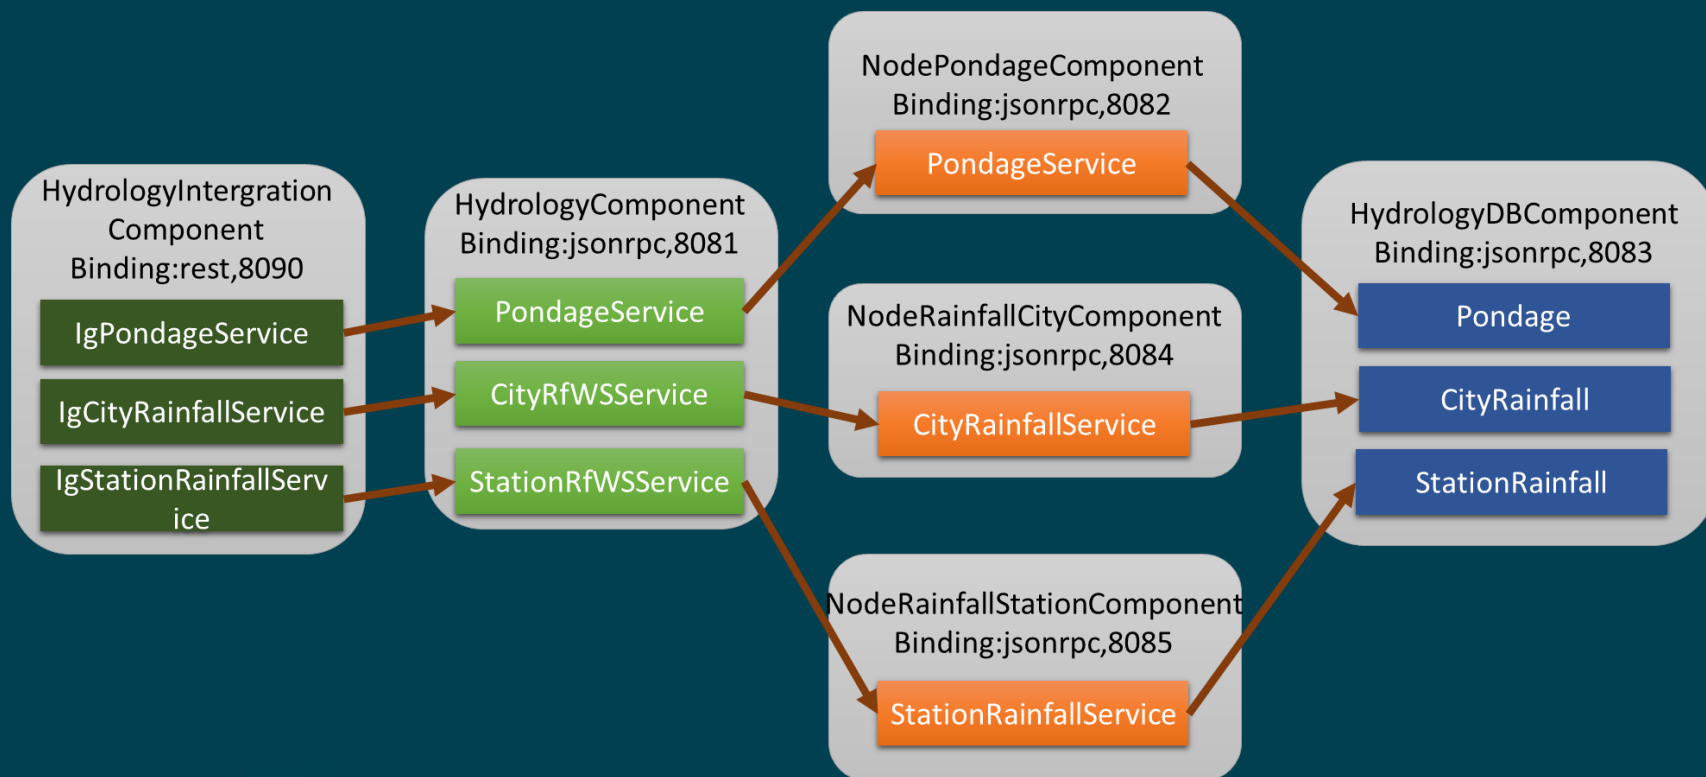 HydrologyIntergration
Component
Binding:rest,8090
IgPondageService
IgCityRainfallService
IgStationRainfallServ
ice
HydrologyComponent
Binding:jsonrpc,8081
PondageService
CityRfWSService
StationRfWSService
NodePondageComponent
Binding:jsonrpc,8082
PondageService
NodeRainfallCityComponent
Binding:jsonrpc,8084
CityRainfallService
NodeRainfallStationComponent
Binding:jsonrpc,8085
StationRainfallService
HydrologyDBComponent
Binding:jsonrpc,8083
Pondage
CityRainfall
StationRainfall